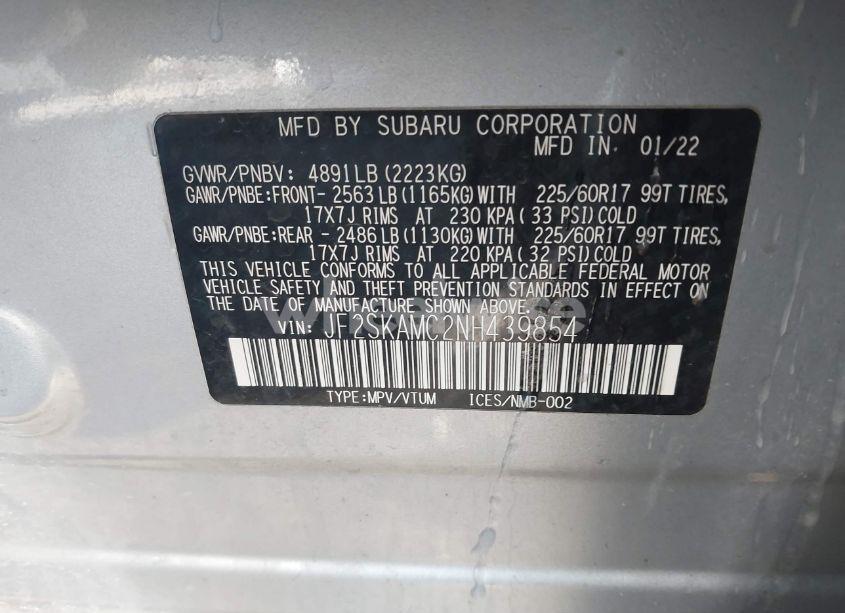 MFD BY SUBARU CORPORATION
MFD IN. 01/22
GVWR/PNBV: 4891LB (2223KG)
GAWR/PNBE:FRONT- 2563 LB (1165KG) WITH 225/60R17 99T TIRES,
17X7J RIMS AT 230 KPA ( 33 PSI) COLD
GAWR/PNBE:REAR - 2486 LB (1130KG) WITH 225/60R17 99T TIRES,
17X7J RIMS AT 220 KPA ( 32 PSI) COLD
THIS VEHICLE CONFORMS TO ALL APPLICABLE FEDERAL MOTOR
VEHICLE SAFETY AND THEFT PREVENTION STANDARDS IN EFFECT ON
THE DATE OF MANUFACTURE SHOWN ABOVE.
VIN: JF2SKAMC2NH439854
TYPE:MPV/VTUM ICES/NMB-002